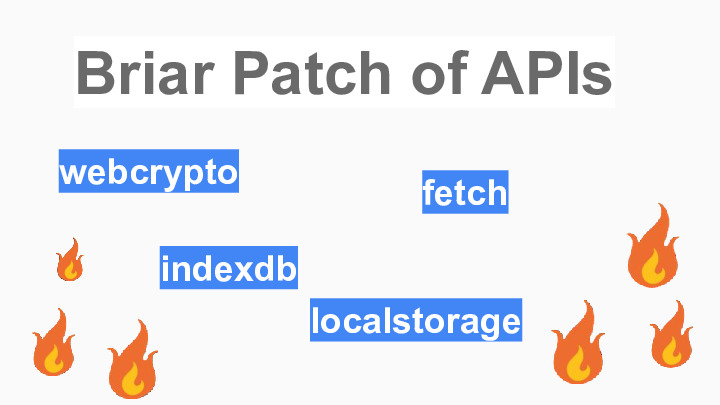 Briar Patch of APIs
webcrypto
fetch
indexdb
localstorage